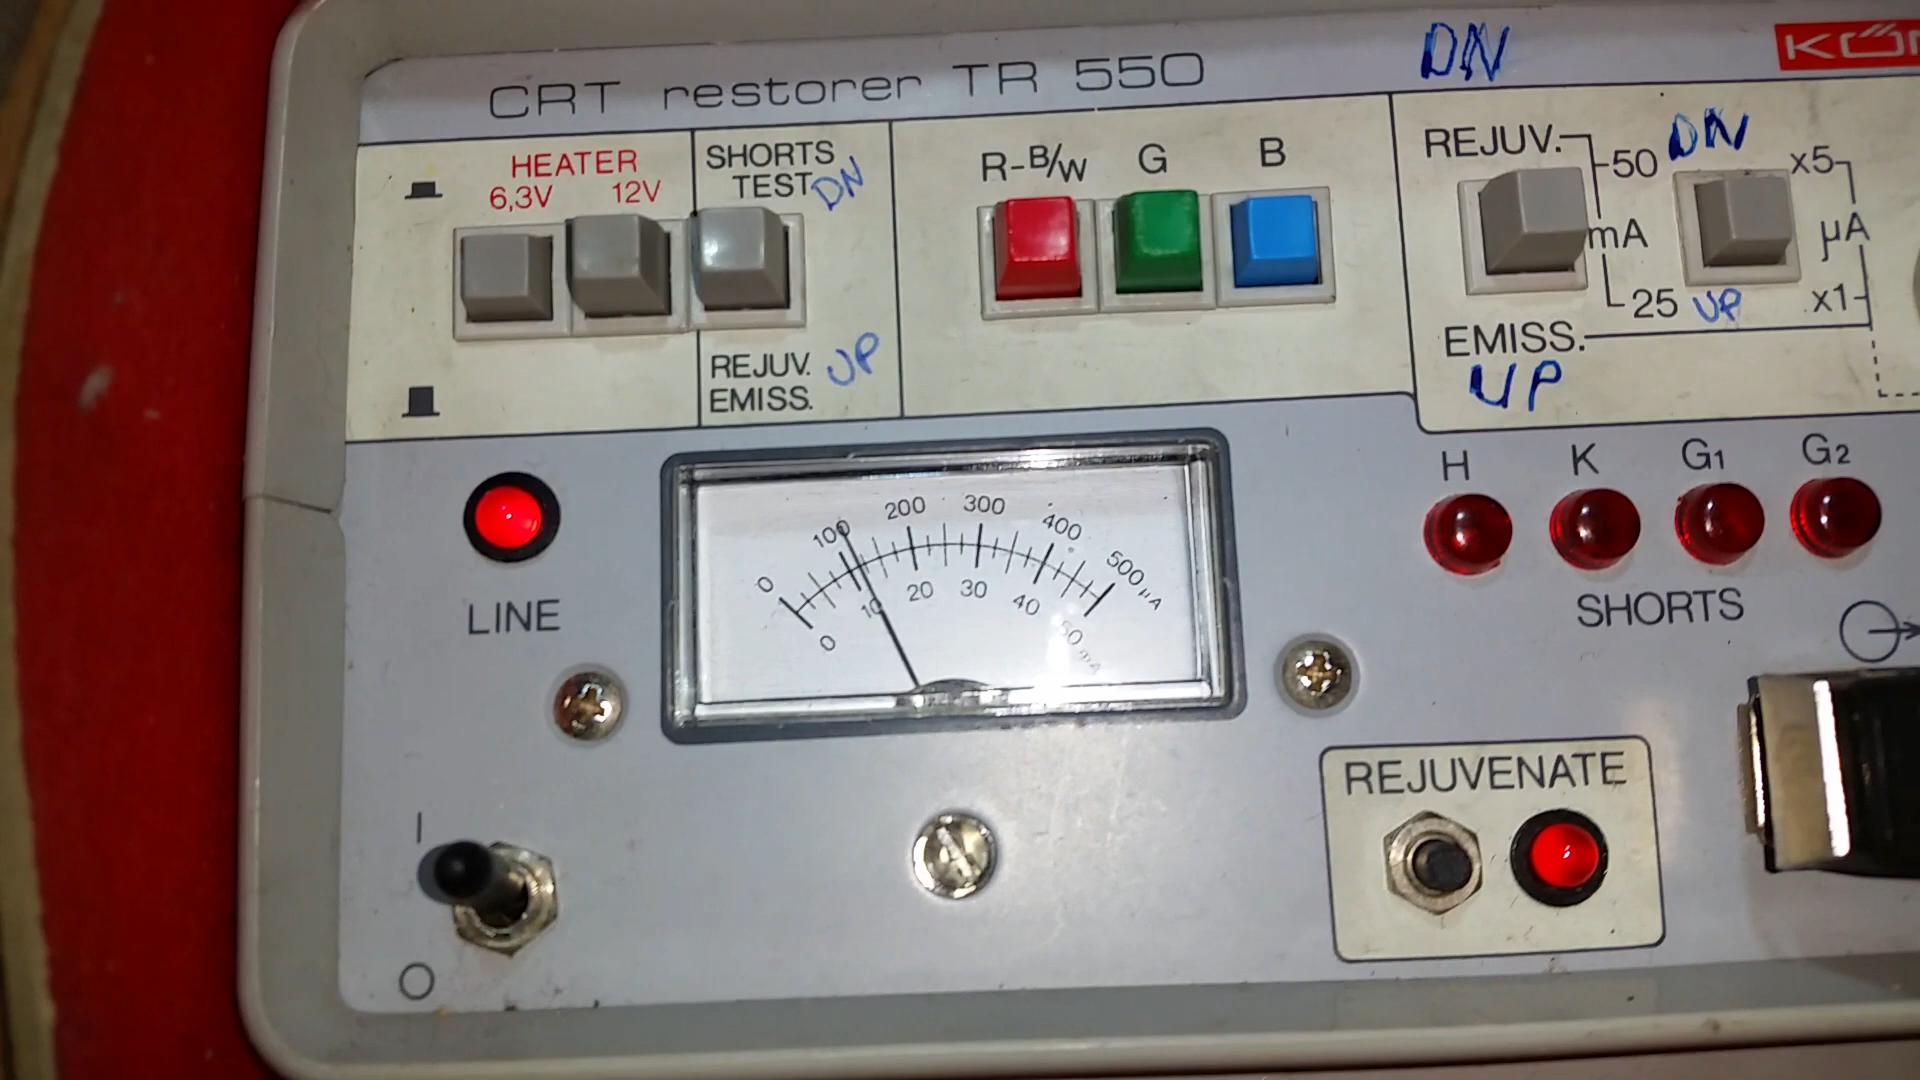 CRT restorer TR 550
DN
HEATER
6,3V 12V
SHORTS
TEST DN
REJUV. UP
EMISS.
R-B/W G B
REJUV.
50 DN
x5
mA
µA
25 UP
x1
EMISS.
UP
H K G1 G2
SHORTS
LINE
0 100 200 300 400 500 µA
0 10 20 30 40 50 mA
I
O
REJUVENATE